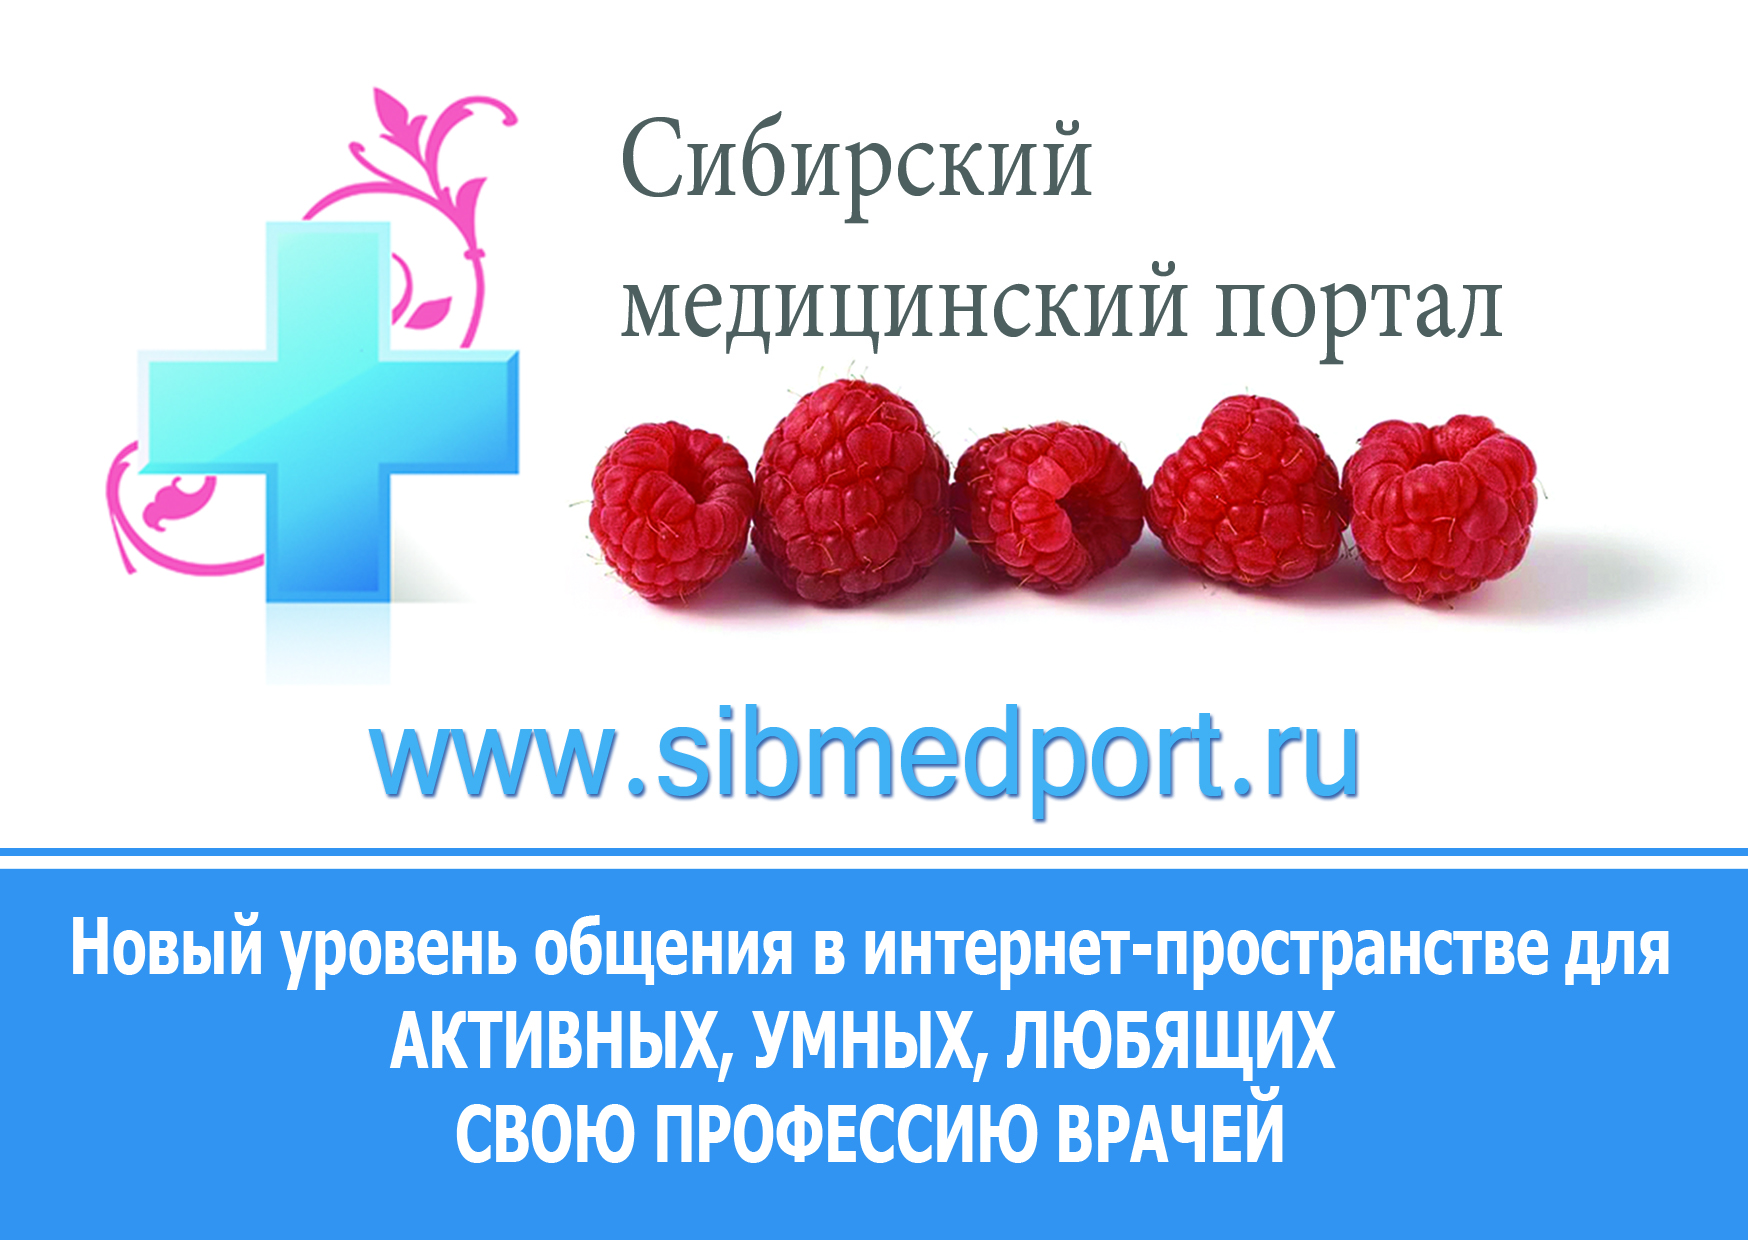 Сибирский
медицинский портал
www.sibmedport.ru
Новый уровень общения в интернет-пространстве для
АКТИВНЫХ, УМНЫХ, ЛЮБЯЩИХ
СВОЮ ПРОФЕССИЮ ВРАЧЕЙ